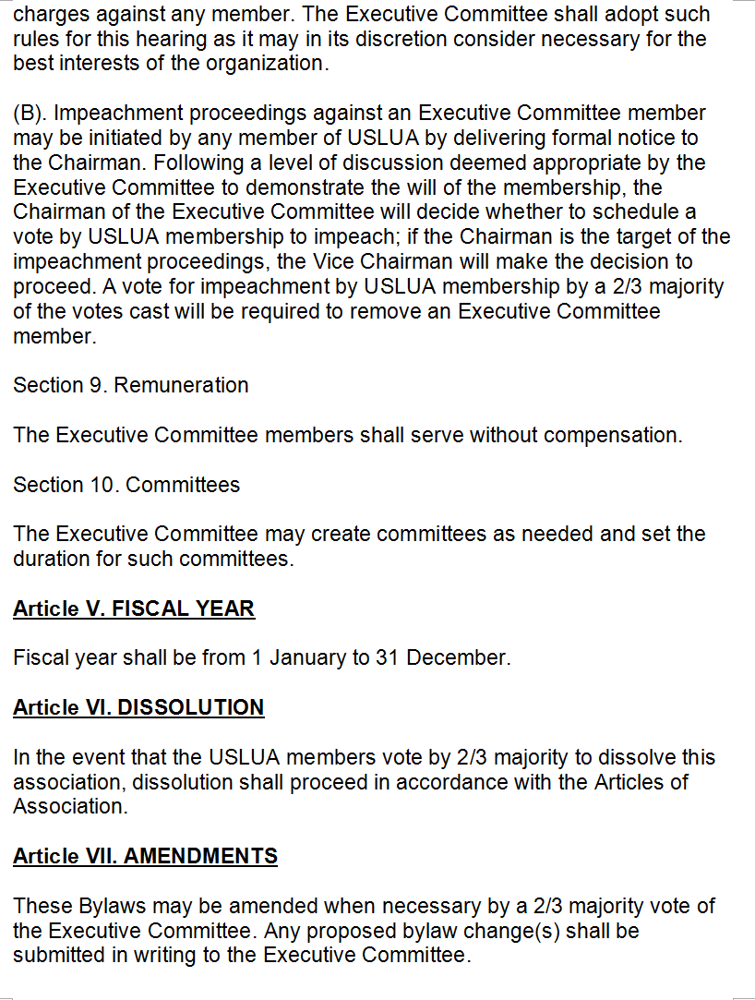 charges against any member. The Executive Committee shall adopt such
rules for this hearing as it may in its discretion consider necessary for the
best interests of the organization.
(B). Impeachment proceedings against an Executive Committee member
may be initiated by any member of USLUA by delivering formal notice to
the Chairman. Following a level of discussion deemed appropriate by the
Executive Committee to demonstrate the will of the membership, the
Chairman of the Executive Committee will decide whether to schedule a
vote by USLUA membership to impeach; if the Chairman is the target of the
impeachment proceedings, the Vice Chairman will make the decision to
proceed. A vote for impeachment by USLUA membership by a 2/3 majority
of the votes cast will be required to remove an Executive Committee
member.
Section 9. Remuneration
The Executive Committee members shall serve without compensation.
Section 10. Committees
The Executive Committee may create committees as needed and set the
duration for such committees.
Article V. FISCAL YEAR
Fiscal year shall be from 1 January to 31 December.
Article VI. DISSOLUTION
In the event that the USLUA members vote by 2/3 majority to dissolve this
association, dissolution shall proceed in accordance with the Articles of
Association.
Article VII. AMENDMENTS
These Bylaws may be amended when necessary by a 2/3 majority vote of
the Executive Committee. Any proposed bylaw change(s) shall be
submitted in writing to the Executive Committee.